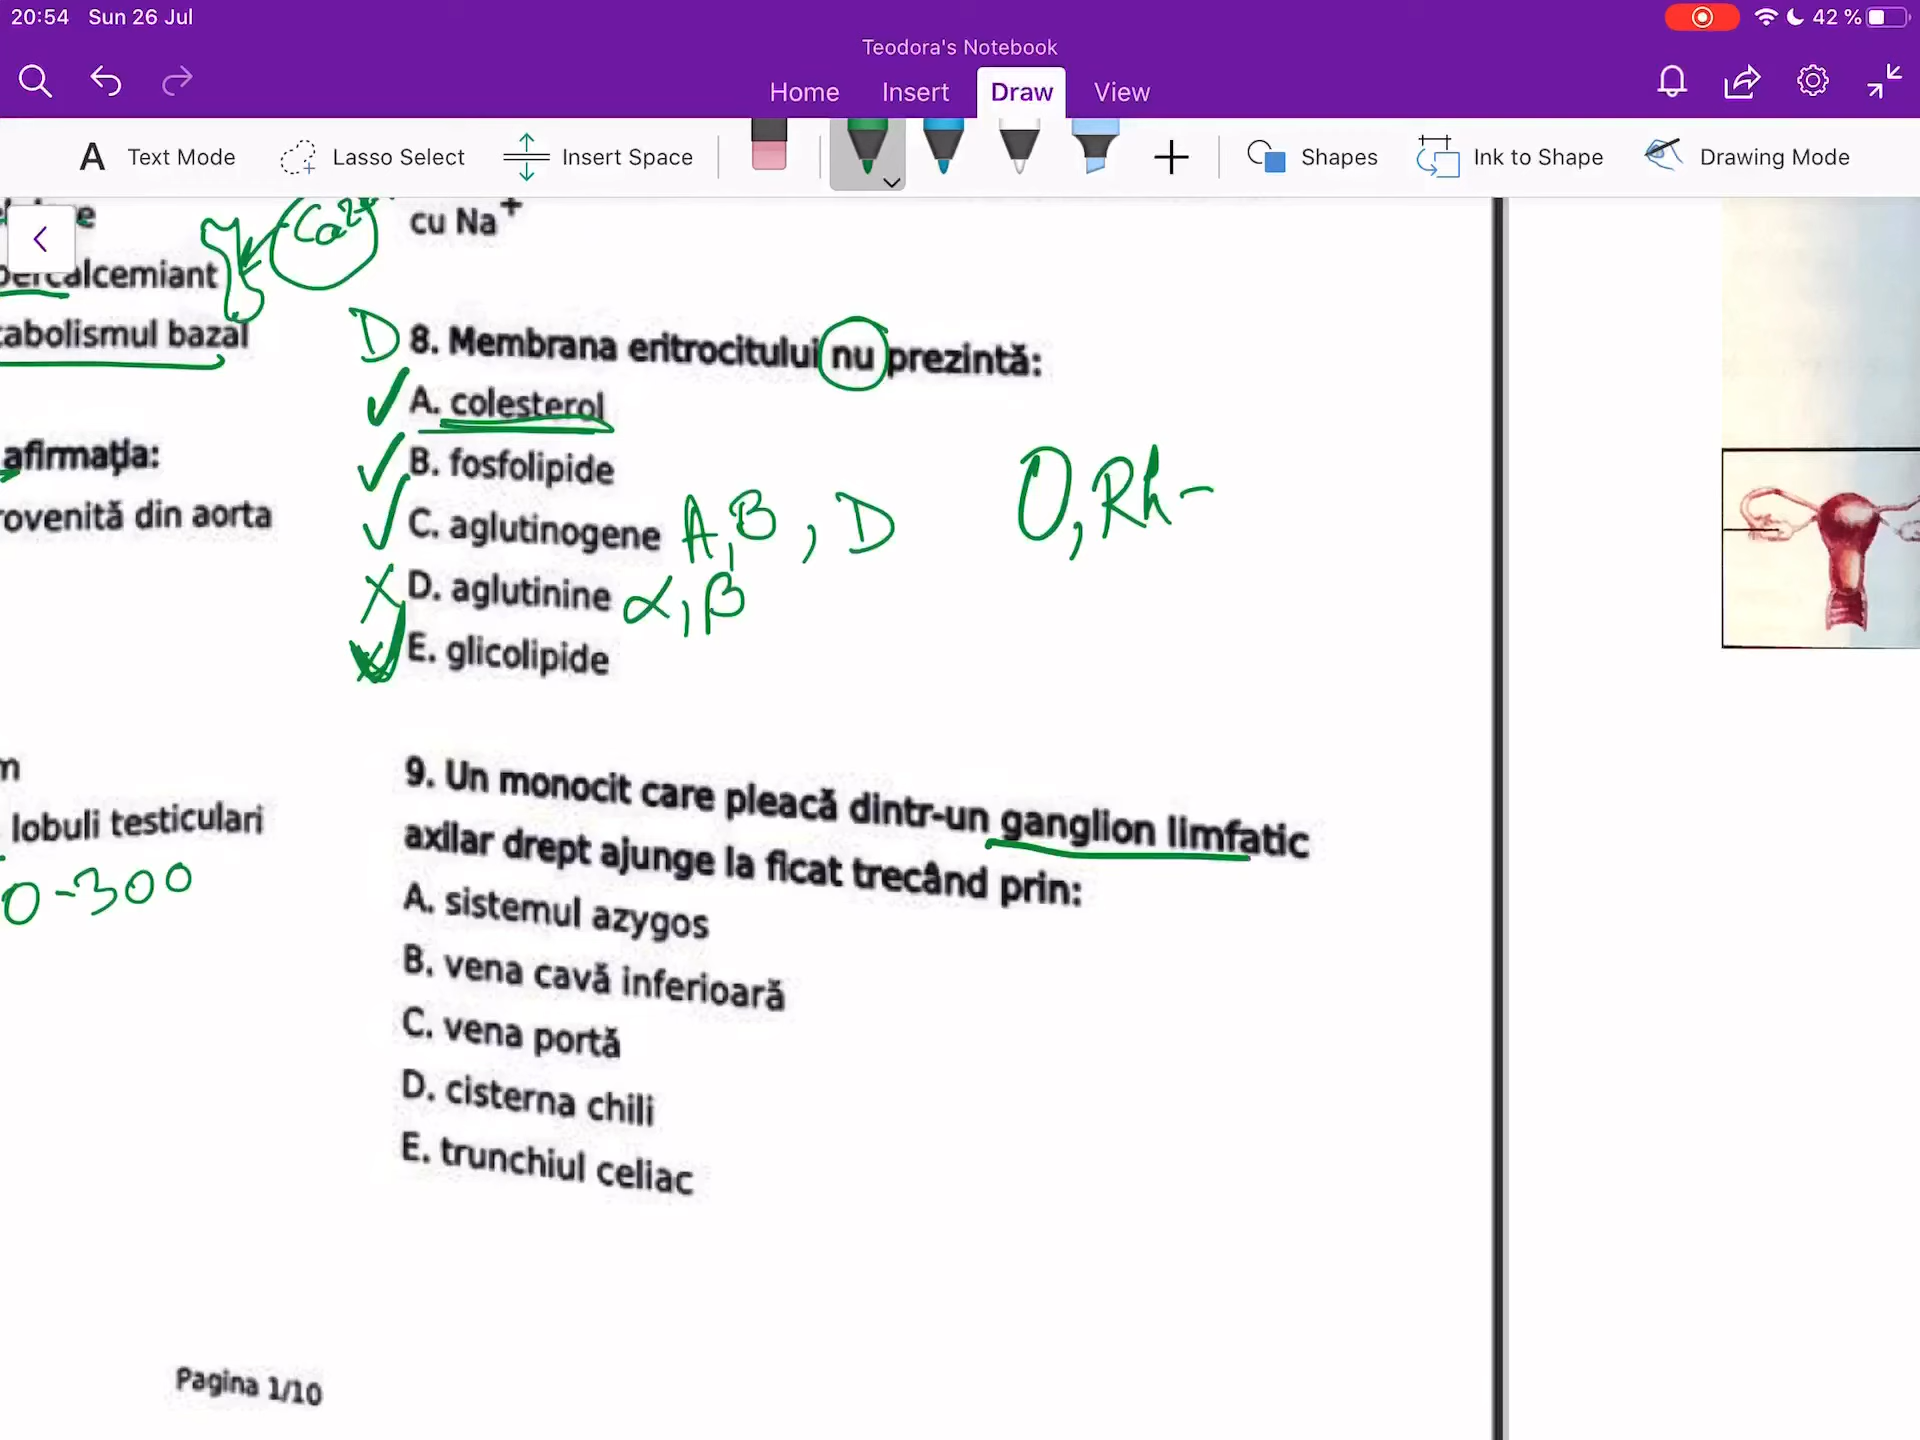 20:54 Sun 26 Jul
42 %
Teodora's Notebook
Home Insert Draw View
A Text Mode Lasso Select Insert Space Shapes Ink to Shape Drawing Mode
Ca2+
cu Na+
percalcemiant
tabolismul bazal
afirmația:
rovenită din aorta
m
lobuli testiculari
0-300
D 8. Membrana eritrocitului nu prezintă:
A. colesterol
B. fosfolipide
C. aglutinogene A, B, D
O, Rh-
D. aglutinine α, β
E. glicolipide
9. Un monocit care pleacă dintr-un ganglion limfatic
axilar drept ajunge la ficat trecând prin:
A. sistemul azygos
B. vena cavă inferioară
C. vena portă
D. cisterna chili
E. trunchiul celiac
Pagina 1/10